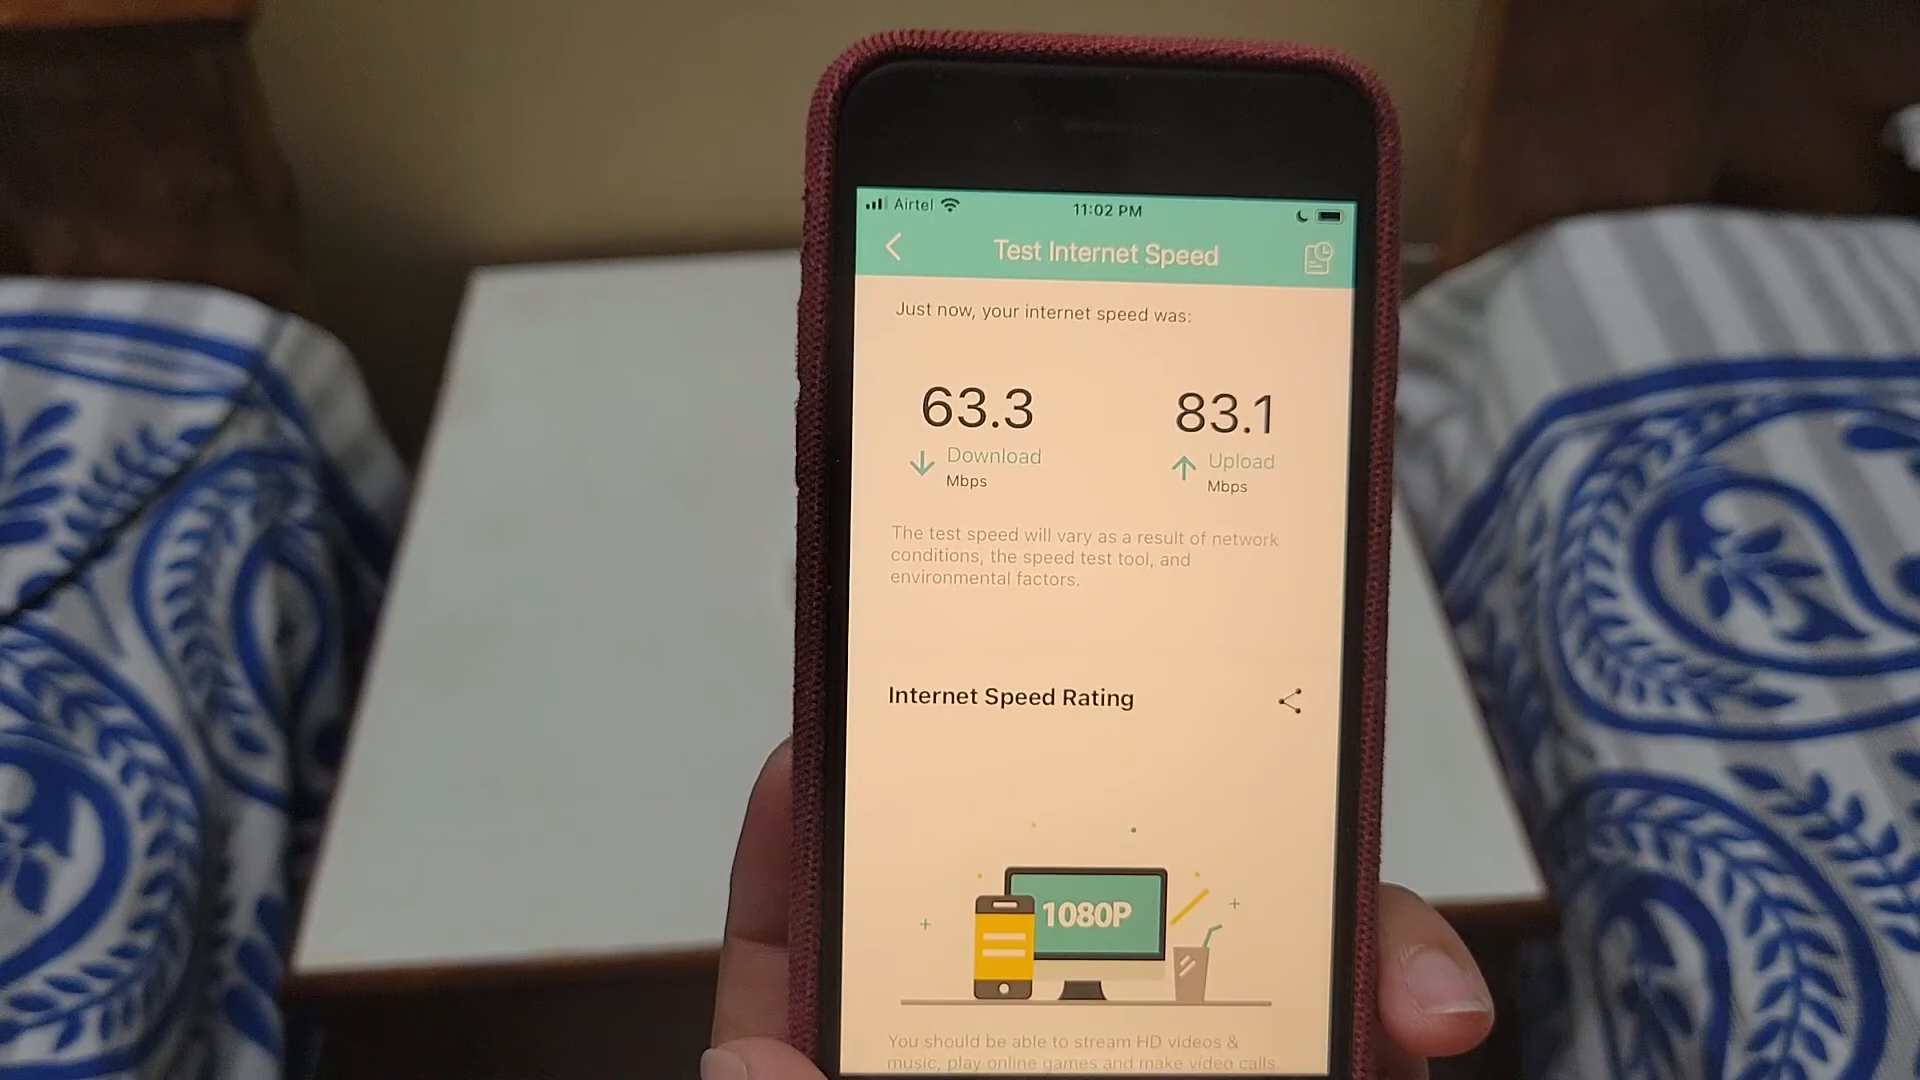 Airtel
11:02 PM
Test Internet Speed
Just now, your internet speed was:
63.3
Download
Mbps
83.1
Upload
Mbps
The test speed will vary as a result of network
conditions, the speed test tool, and
environmental factors.
Internet Speed Rating
1080P
You should be able to stream HD videos &
music, play online games and make video calls.